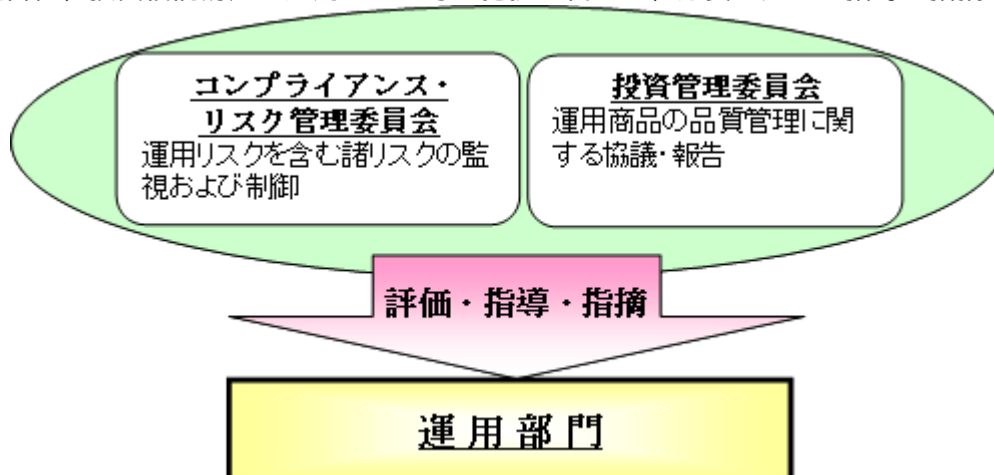 コンプライアンス・
リスク管理委員会
運用リスクを含む諸リスクの監
視および制御
投資管理委員会
運用商品の品質管理に関
する協議・報告
評価・指導・指摘
運用部門